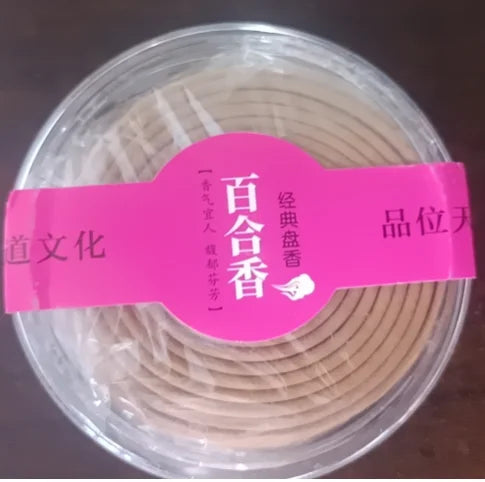 经典盘香
百合香
【香气宜人 馥郁芬芳】
道文化
品位天